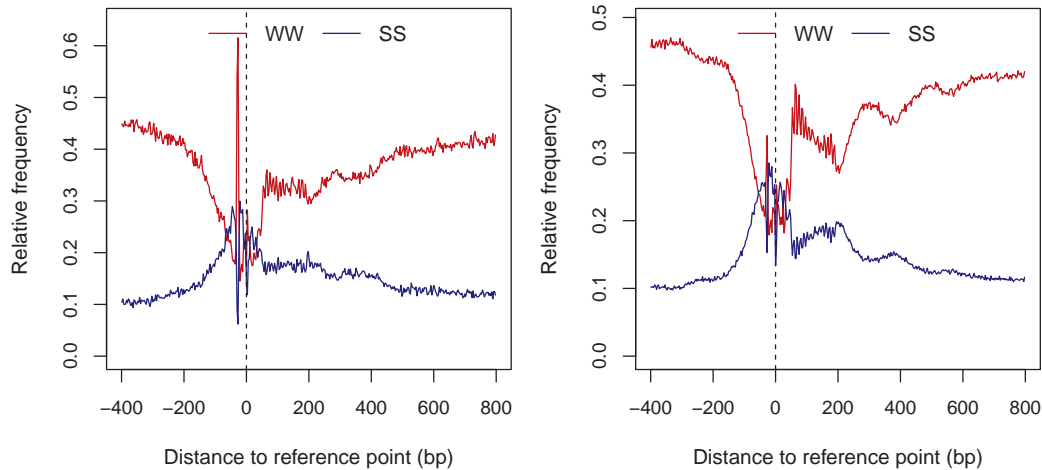 WW SS
Relative frequency
0.0 0.1 0.2 0.3 0.4 0.5 0.6
−400 −200 0 200 400 600 800
Distance to reference point (bp)
WW SS
Relative frequency
0.0 0.1 0.2 0.3 0.4 0.5
−400 −200 0 200 400 600 800
Distance to reference point (bp)